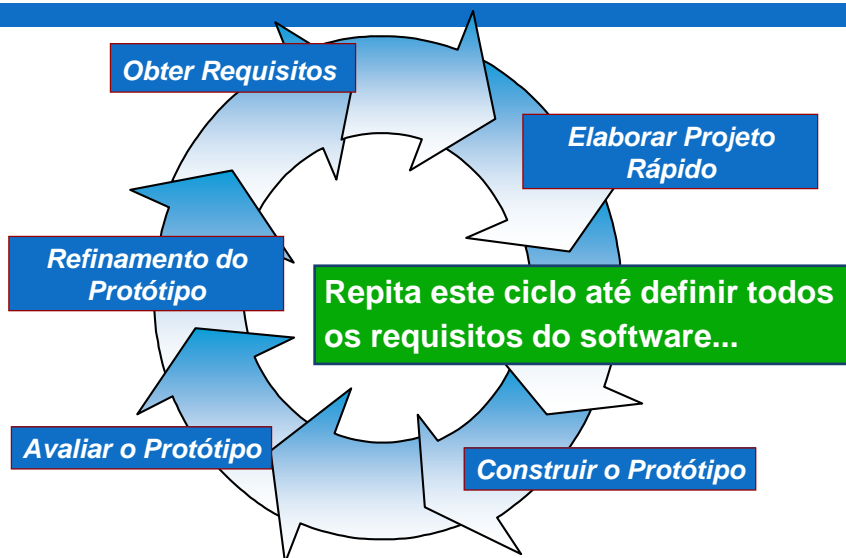 Obter Requisitos
Elaborar Projeto
Rápido
Refinamento do
Protótipo
Repita este ciclo até definir todos
os requisitos do software...
Avaliar o Protótipo
Construir o Protótipo